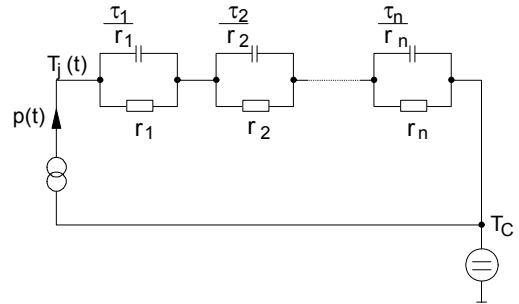 τ1 τ2 τn
r1 r2 rn
Tj (t)
r1 r2 rn
p(t)
TC